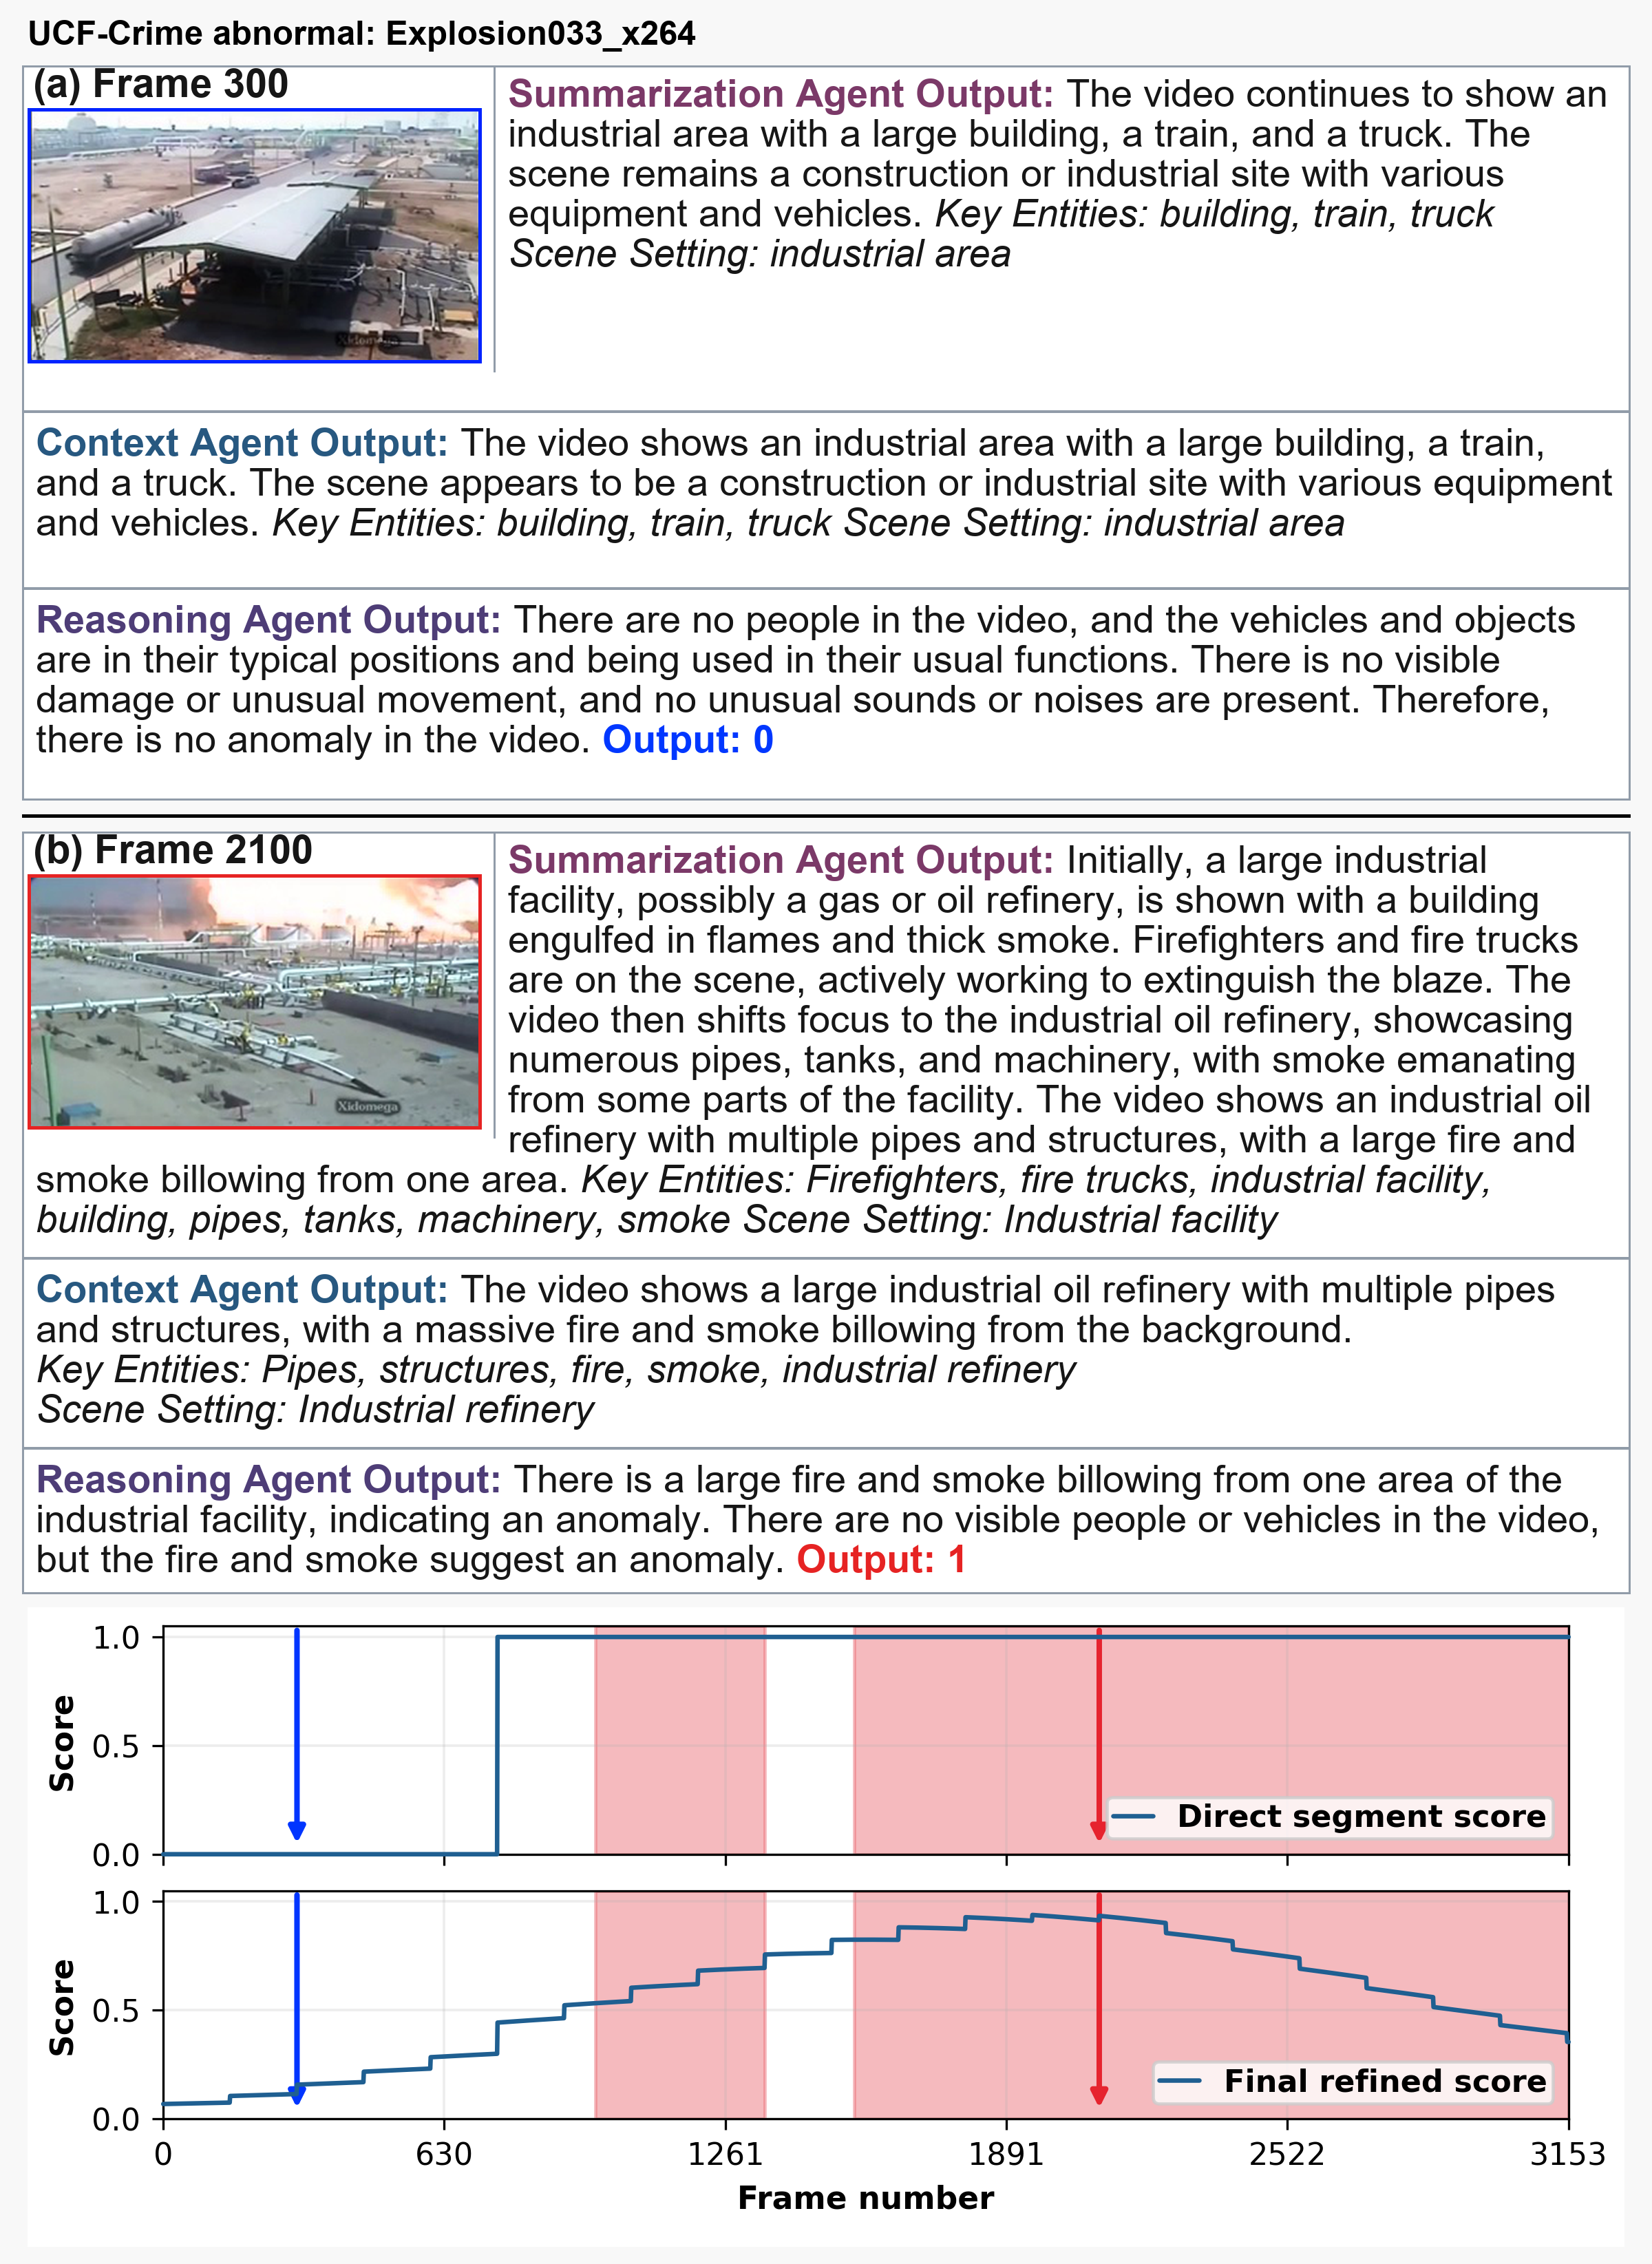 UCF-Crime abnormal: Explosion033_x264
(a) Frame 300
Summarization Agent Output: The video continues to show an
industrial area with a large building, a train, and a truck. The
scene remains a construction or industrial site with various
equipment and vehicles. Key Entities: building, train, truck
Scene Setting: industrial area
Xidomega
Context Agent Output: The video shows an industrial area with a large building, a train,
and a truck. The scene appears to be a construction or industrial site with various equipment
and vehicles. Key Entities: building, train, truck Scene Setting: industrial area
Reasoning Agent Output: There are no people in the video, and the vehicles and objects
are in their typical positions and being used in their usual functions. There is no visible
damage or unusual movement, and no unusual sounds or noises are present. Therefore,
there is no anomaly in the video. Output: 0
(b) Frame 2100
Summarization Agent Output: Initially, a large industrial
facility, possibly a gas or oil refinery, is shown with a building
engulfed in flames and thick smoke. Firefighters and fire trucks
are on the scene, actively working to extinguish the blaze. The
video then shifts focus to the industrial oil refinery, showcasing
numerous pipes, tanks, and machinery, with smoke emanating
from some parts of the facility. The video shows an industrial oil
refinery with multiple pipes and structures, with a large fire and
Xidomega
smoke billowing from one area. Key Entities: Firefighters, fire trucks, industrial facility,
building, pipes, tanks, machinery, smoke Scene Setting: Industrial facility
Context Agent Output: The video shows a large industrial oil refinery with multiple pipes
and structures, with a massive fire and smoke billowing from the background.
Key Entities: Pipes, structures, fire, smoke, industrial refinery
Scene Setting: Industrial refinery
Reasoning Agent Output: There is a large fire and smoke billowing from one area of the
industrial facility, indicating an anomaly. There are no visible people or vehicles in the video,
but the fire and smoke suggest an anomaly. Output: 1
Score
1.0
0.5
0.0
Direct segment score
Score
1.0
0.5
0.0
Final refined score
0 630 1261 1891 2522 3153
Frame number